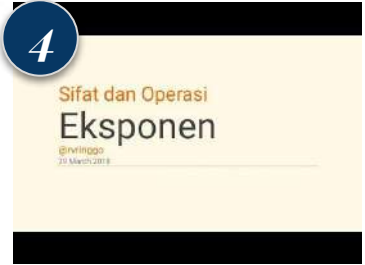 4
Sifat dan Operasi
Eksponen
@rvringgo
29 March 2018